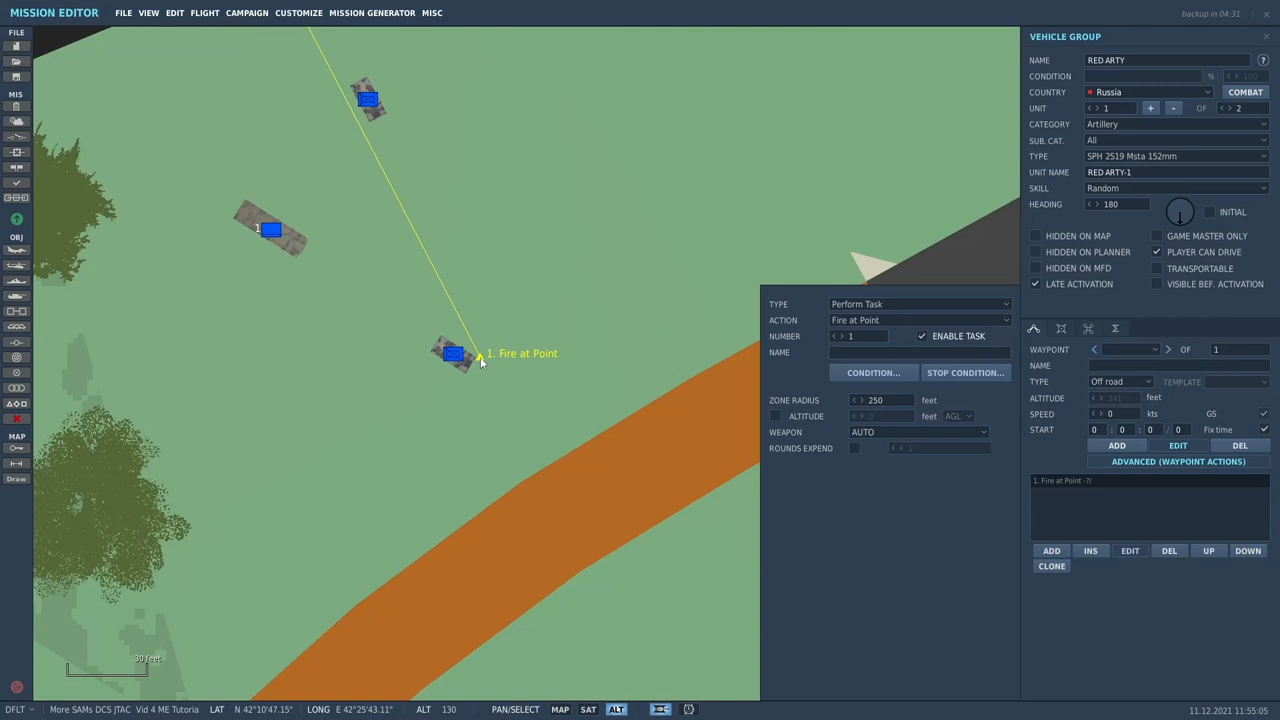 MISSION EDITOR FILE VIEW EDIT FLIGHT CAMPAIGN CUSTOMIZE MISSION GENERATOR MISC backup in 04:31 ×
FILE
MIS
OBJ
MAP
Draw
1
1. Fire at Point
30 feet
TYPE Perform Task
ACTION Fire at Point
NUMBER <> 1 ENABLE TASK
NAME
CONDITION... STOP CONDITION...
ZONE RADIUS <> 250 feet
ALTITUDE <> 0 feet AGL
WEAPON AUTO
ROUNDS EXPEND <> 1
VEHICLE GROUP ×
NAME RED ARTY ?
CONDITION % <> 100
COUNTRY Russia COMBAT
UNIT <> 1 + - OF <> 2
CATEGORY Artillery
SUB. CAT. All
TYPE SPH 2S19 Msta 152mm
UNIT NAME RED ARTY-1
SKILL Random
HEADING <> 180 INITIAL
HIDDEN ON MAP GAME MASTER ONLY
HIDDEN ON PLANNER PLAYER CAN DRIVE
HIDDEN ON MFD TRANSPORTABLE
LATE ACTIVATION VISIBLE BEF. ACTIVATION
WAYPOINT < > OF 1
NAME
TYPE Off road TEMPLATE
ALTITUDE <> 341 feet
SPEED <> 0 kts GS
START 0 : 0 : 0 / 0 Fix time
ADD EDIT DEL
ADVANCED (WAYPOINT ACTIONS)
1. Fire at Point -?/
ADD INS EDIT DEL UP DOWN
CLONE
DFLT More SAMs DCS JTAC Vid 4 ME Tutoria LAT N 42°10'47.15" LONG E 42°25'43.11" ALT 130 PAN/SELECT MAP SAT ALT 11.12.2021 11:55:05